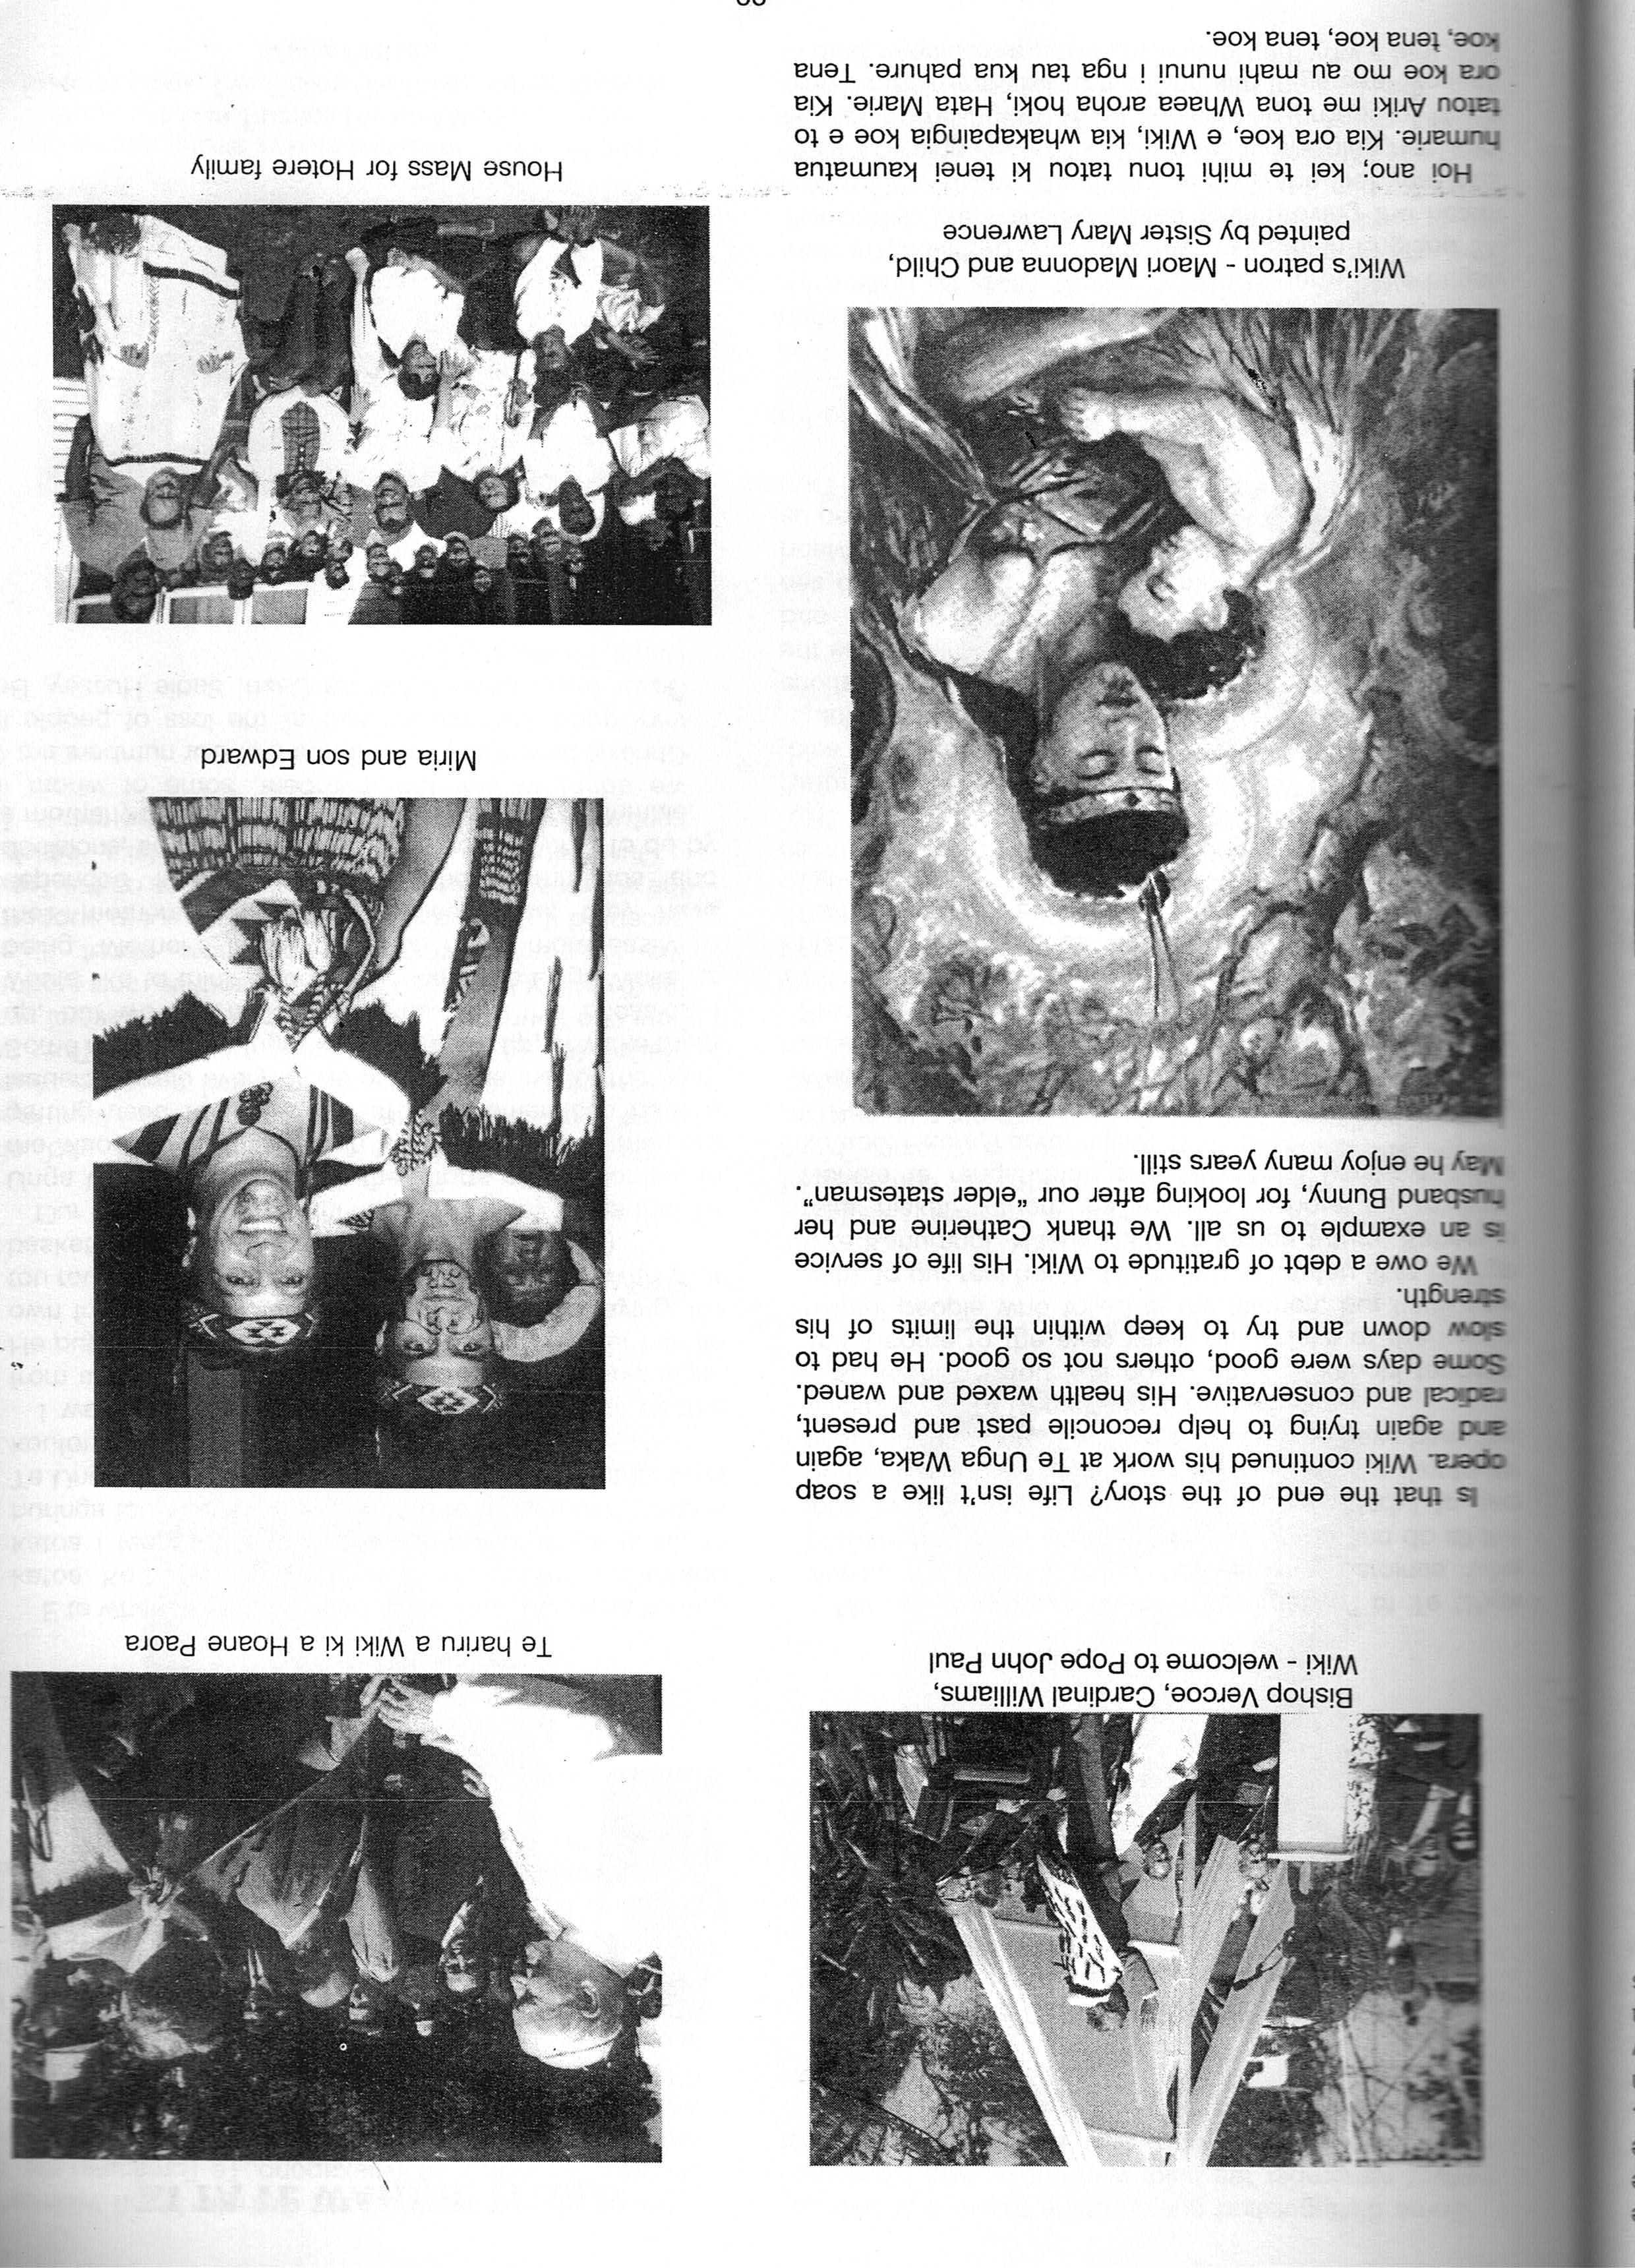 Bishop Vercoe, Cardinal Williams,
Wiki - welcome to Pope John Paul
Is that the end of the story? Life isn't like a soap
opera. Wiki continued his work at Te Unga Waka, again
and again trying to help reconcile past and present,
radical and conservative. His health waxed and waned.
Some days were good, others not so good. He had to
slow down and try to keep within the limits of his
strength.
We owe a debt of gratitude to Wiki. His life of service
is an example to us all. We thank Catherine and her
husband Bunny, for looking after our “elder statesman”.
May he enjoy many years still.
Wiki's patron - Maori Madonna and Child,
painted by Sister Mary Lawrence
Hoi ano; kei te mihi tonu tatou ki tenei kaumatua
humarie. Kia ora koe, e Wiki, kia whakapaingia koe e to
tatou Ariki me tona Whaea aroha hoki, Hata Marie. Kia
ora koe mo au mahi nunui i nga tau kua pahure. Tena
koe, tena koe, tena koe.
Te hariru a Wiki ki a Hoane Paora
Miria and son Edward
House Mass for Hotere family